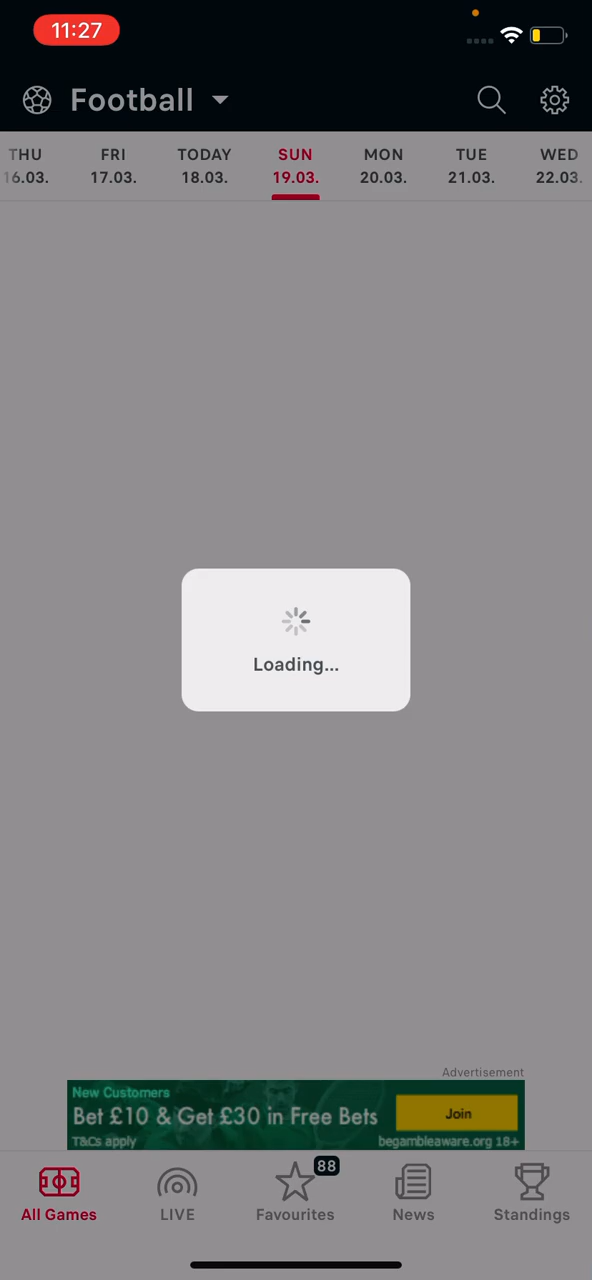 11:27
Football
THU FRI TODAY SUN MON TUE WED
16.03. 17.03. 18.03. 19.03. 20.03. 21.03. 22.03.
Loading...
Advertisement
New Customers
Bet £10 & Get £30 in Free Bets
Join
T&Cs apply
begambleaware.org 18+
88
All Games LIVE Favourites News Standings